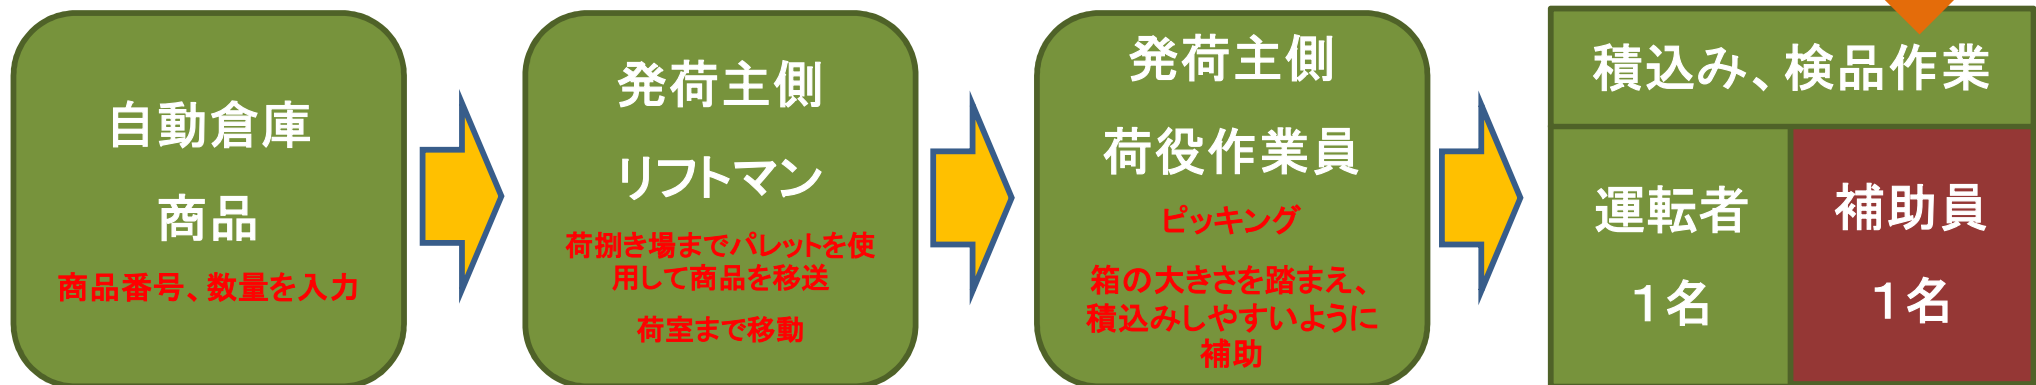 自動倉庫
商品
商品番号、数量を入力
発荷主側
リフトマン
荷捌き場までパレットを使
用して商品を移送
荷室まで移動
発荷主側
荷役作業員
ピッキング
箱の大きさを踏まえ、
積込みしやすいように
補助
積込み、検品作業
運転者
１名
補助員
１名